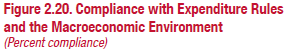 Figure 2.20. Compliance with Expenditure Rules
and the Macroeconomic Environment
(Percent compliance)